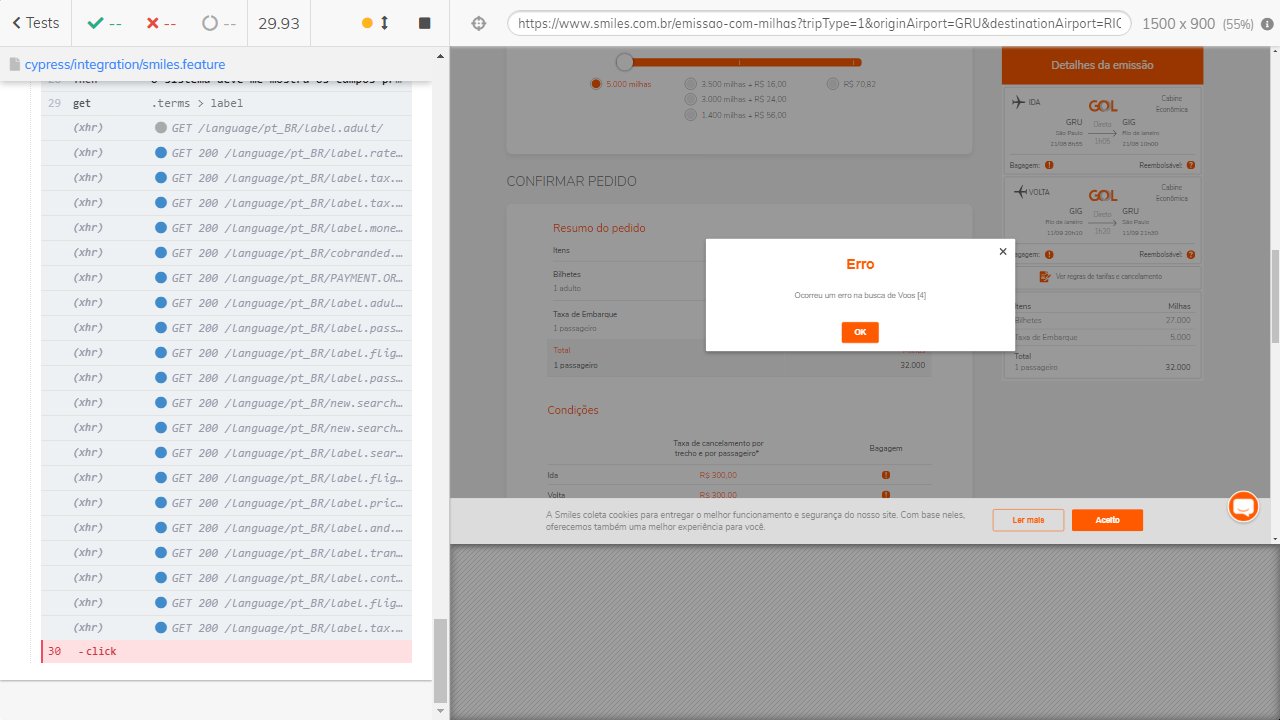 Tests
--
--
--
29.93
https://www.smiles.com.br/emissao-com-milhas?tripType=1&originAirport=GRU&destinationAirport=RIC
1500 x 900 (55%)
cypress/integration/smiles.feature
29 get .terms > label
(xhr) GET /language/pt_BR/label.adult/
(xhr) GET 200 /language/pt_BR/label.rate…
(xhr) GET 200 /language/pt_BR/label.tax.…
(xhr) GET 200 /language/pt_BR/label.tax.…
(xhr) GET 200 /language/pt_BR/label.mone…
(xhr) GET 200 /language/pt_BR/cobranded.…
(xhr) GET 200 /language/pt_BR/PAYMENT.OR…
(xhr) GET 200 /language/pt_BR/label.adul…
(xhr) GET 200 /language/pt_BR/label.pass…
(xhr) GET 200 /language/pt_BR/label.flig…
(xhr) GET 200 /language/pt_BR/label.pass…
(xhr) GET 200 /language/pt_BR/new.search…
(xhr) GET 200 /language/pt_BR/new.search…
(xhr) GET 200 /language/pt_BR/label.sear…
(xhr) GET 200 /language/pt_BR/label.flig…
(xhr) GET 200 /language/pt_BR/label.pric…
(xhr) GET 200 /language/pt_BR/label.and.…
(xhr) GET 200 /language/pt_BR/label.tran…
(xhr) GET 200 /language/pt_BR/label.cont…
(xhr) GET 200 /language/pt_BR/label.flig…
(xhr) GET 200 /language/pt_BR/label.tax.…
30 -click
5.000 milhas
3.500 milhas + R$ 16,00
R$ 70,82
3.000 milhas + R$ 24,00
1.400 milhas + R$ 56,00
CONFIRMAR PEDIDO
Resumo do pedido
Itens
Bilhetes
1 adulto
Taxa de Embarque
1 passageiro
Total
1 passageiro
32.000
Condições
Taxa de cancelamento por
trecho e por passageiro*
Bagagem
Ida R$ 300,00
Volta R$ 300,00
Erro
Ocorreu um erro na busca de Voos [4]
OK
Detalhes da emissão
IDA
GOL
Cabine
Econômica
GRU Direto GIG
São Paulo Rio de Janeiro
21/08 8h55 1h05 21/08 10h00
Bagagem: Reembolsável:
VOLTA
GOL
Cabine
Econômica
GIG Direto GRU
Rio de Janeiro São Paulo
11/09 20h10 1h20 11/09 21h30
Reembolsável:
Ver regras de tarifas e cancelamento
Itens Milhas
Bilhetes 27.000
Taxa de Embarque 5.000
Total
1 passageiro 32.000
A Smiles coleta cookies para entregar o melhor funcionamento e segurança do nosso site. Com base neles,
oferecemos também uma melhor experiência para você.
Ler mais
Aceito